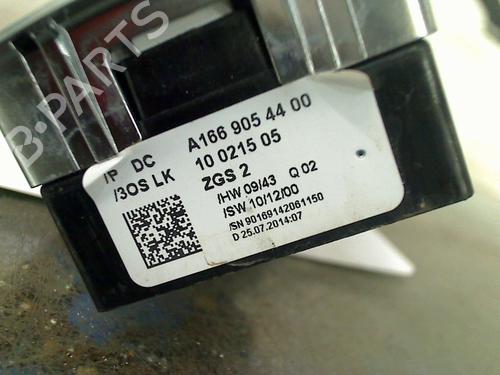 B-PARTS
/P DC A166 905 44 00
/3OS LK 10 0215 05
ZGS 2
/HW 09/43 Q 02
/SW 10/12/00
/SN 90169142061150
D 25.07.2014:07